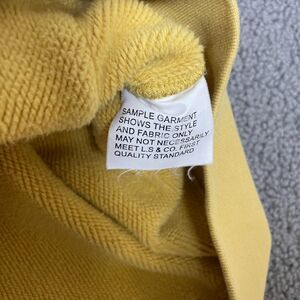 SAMPLE GARMENT
SHOWS THE STYLE
AND FABRIC ONLY
MAY NOT NECESSARILY
MEET L.S & CO. FIRST
QUALITY STANDARD